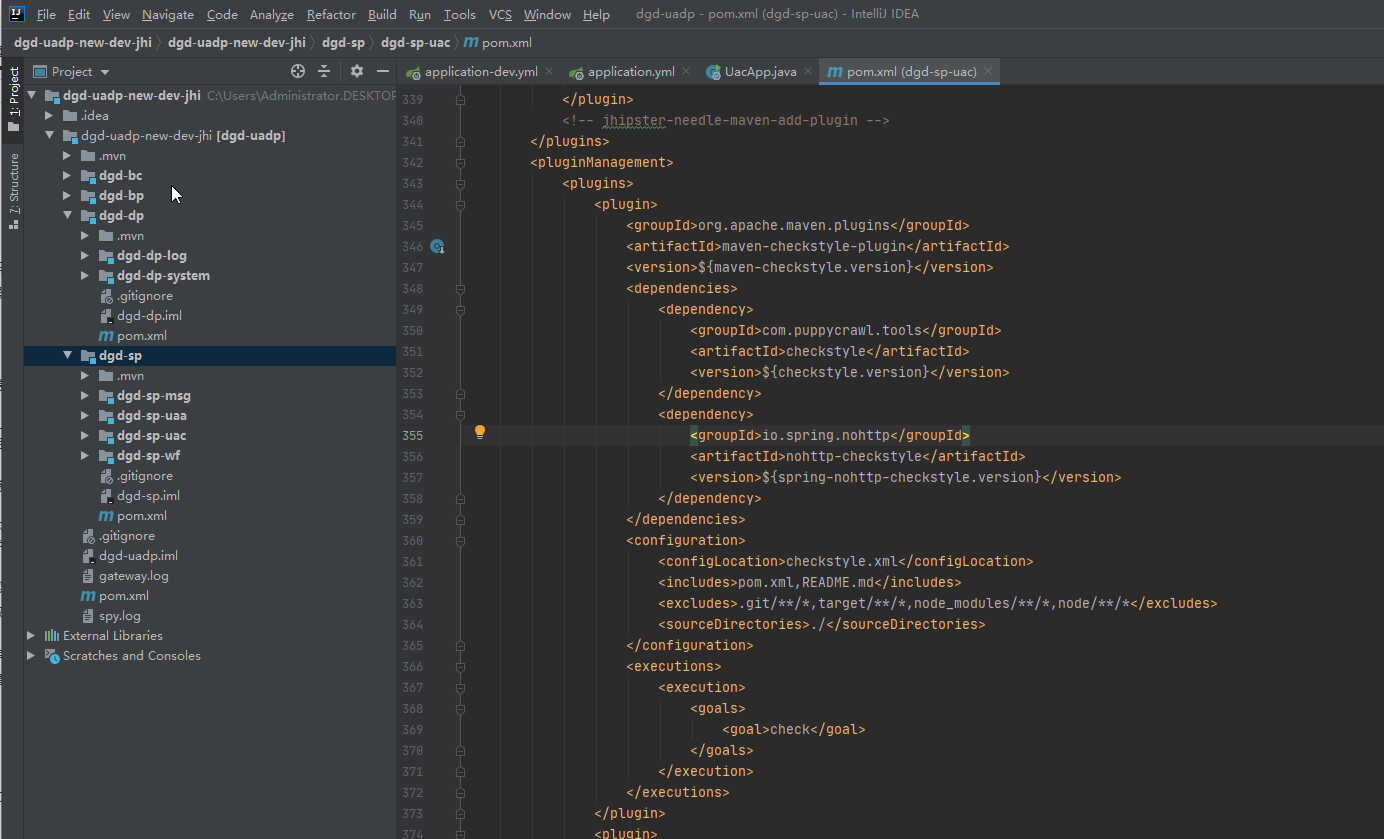 File Edit View Navigate Code Analyze Refactor Build Run Tools VCS Window Help dgd-uadp - pom.xml (dgd-sp-uac) - IntelliJ IDEA
dgd-uadp-new-dev-jhi dgd-uadp-new-dev-jhi dgd-sp dgd-sp-uac pom.xml
1: Project
7: Structure
Project
dgd-uadp-new-dev-jhi C:\Users\Administrator.DESKTOP
.idea
dgd-uadp-new-dev-jhi [dgd-uadp]
.mvn
dgd-bc
dgd-bp
dgd-dp
.mvn
dgd-dp-log
dgd-dp-system
.gitignore
dgd-dp.iml
pom.xml
dgd-sp
.mvn
dgd-sp-msg
dgd-sp-uaa
dgd-sp-uac
dgd-sp-wf
.gitignore
dgd-sp.iml
pom.xml
.gitignore
dgd-uadp.iml
gateway.log
pom.xml
spy.log
External Libraries
Scratches and Consoles
application-dev.yml application.yml UacApp.java pom.xml (dgd-sp-uac)
339 </plugin>
340 <!-- jhipster-needle-maven-add-plugin -->
341 </plugins>
342 <pluginManagement>
343 <plugins>
344 <plugin>
345 <groupId>org.apache.maven.plugins</groupId>
346 <artifactId>maven-checkstyle-plugin</artifactId>
347 <version>${maven-checkstyle.version}</version>
348 <dependencies>
349 <dependency>
350 <groupId>com.puppycrawl.tools</groupId>
351 <artifactId>checkstyle</artifactId>
352 <version>${checkstyle.version}</version>
353 </dependency>
354 <dependency>
355 <groupId>io.spring.nohttp</groupId>
356 <artifactId>nohttp-checkstyle</artifactId>
357 <version>${spring-nohttp-checkstyle.version}</version>
358 </dependency>
359 </dependencies>
360 <configuration>
361 <configLocation>checkstyle.xml</configLocation>
362 <includes>pom.xml,README.md</includes>
363 <excludes>.git/**/*,target/**/*,node_modules/**/*,node/**/*</excludes>
364 <sourceDirectories>./</sourceDirectories>
365 </configuration>
366 <executions>
367 <execution>
368 <goals>
369 <goal>check</goal>
370 </goals>
371 </execution>
372 </executions>
373 </plugin>
374 <plugin>